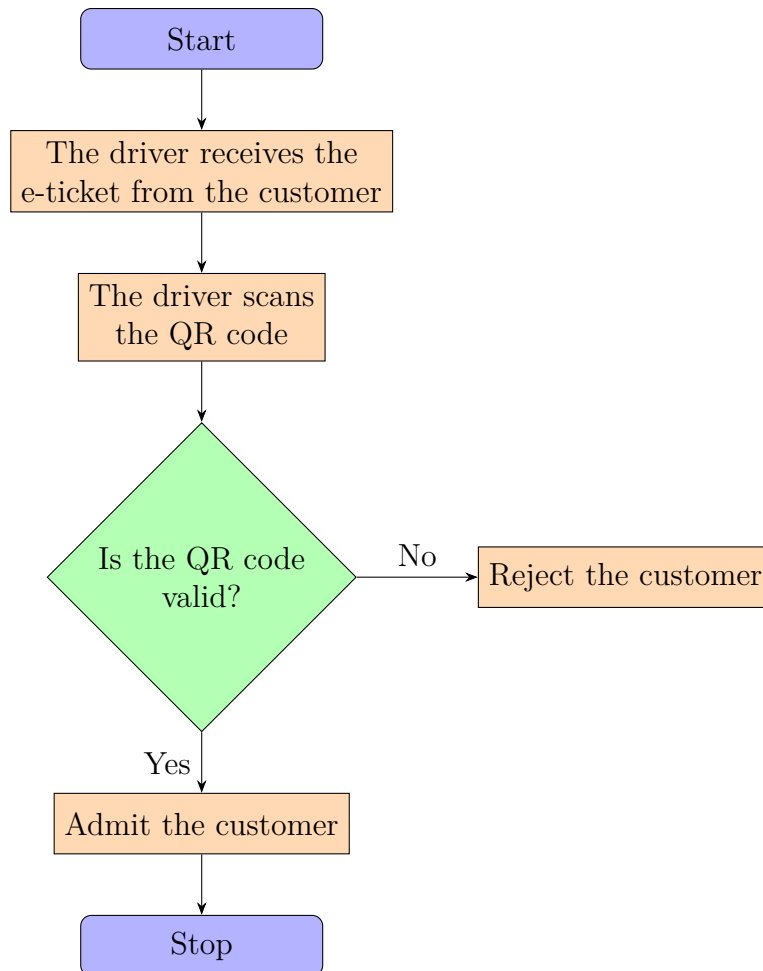 Start
The driver receives the
e-ticket from the customer
The driver scans
the QR code
Is the QR code
valid?
No
Reject the customer
Yes
Admit the customer
Stop